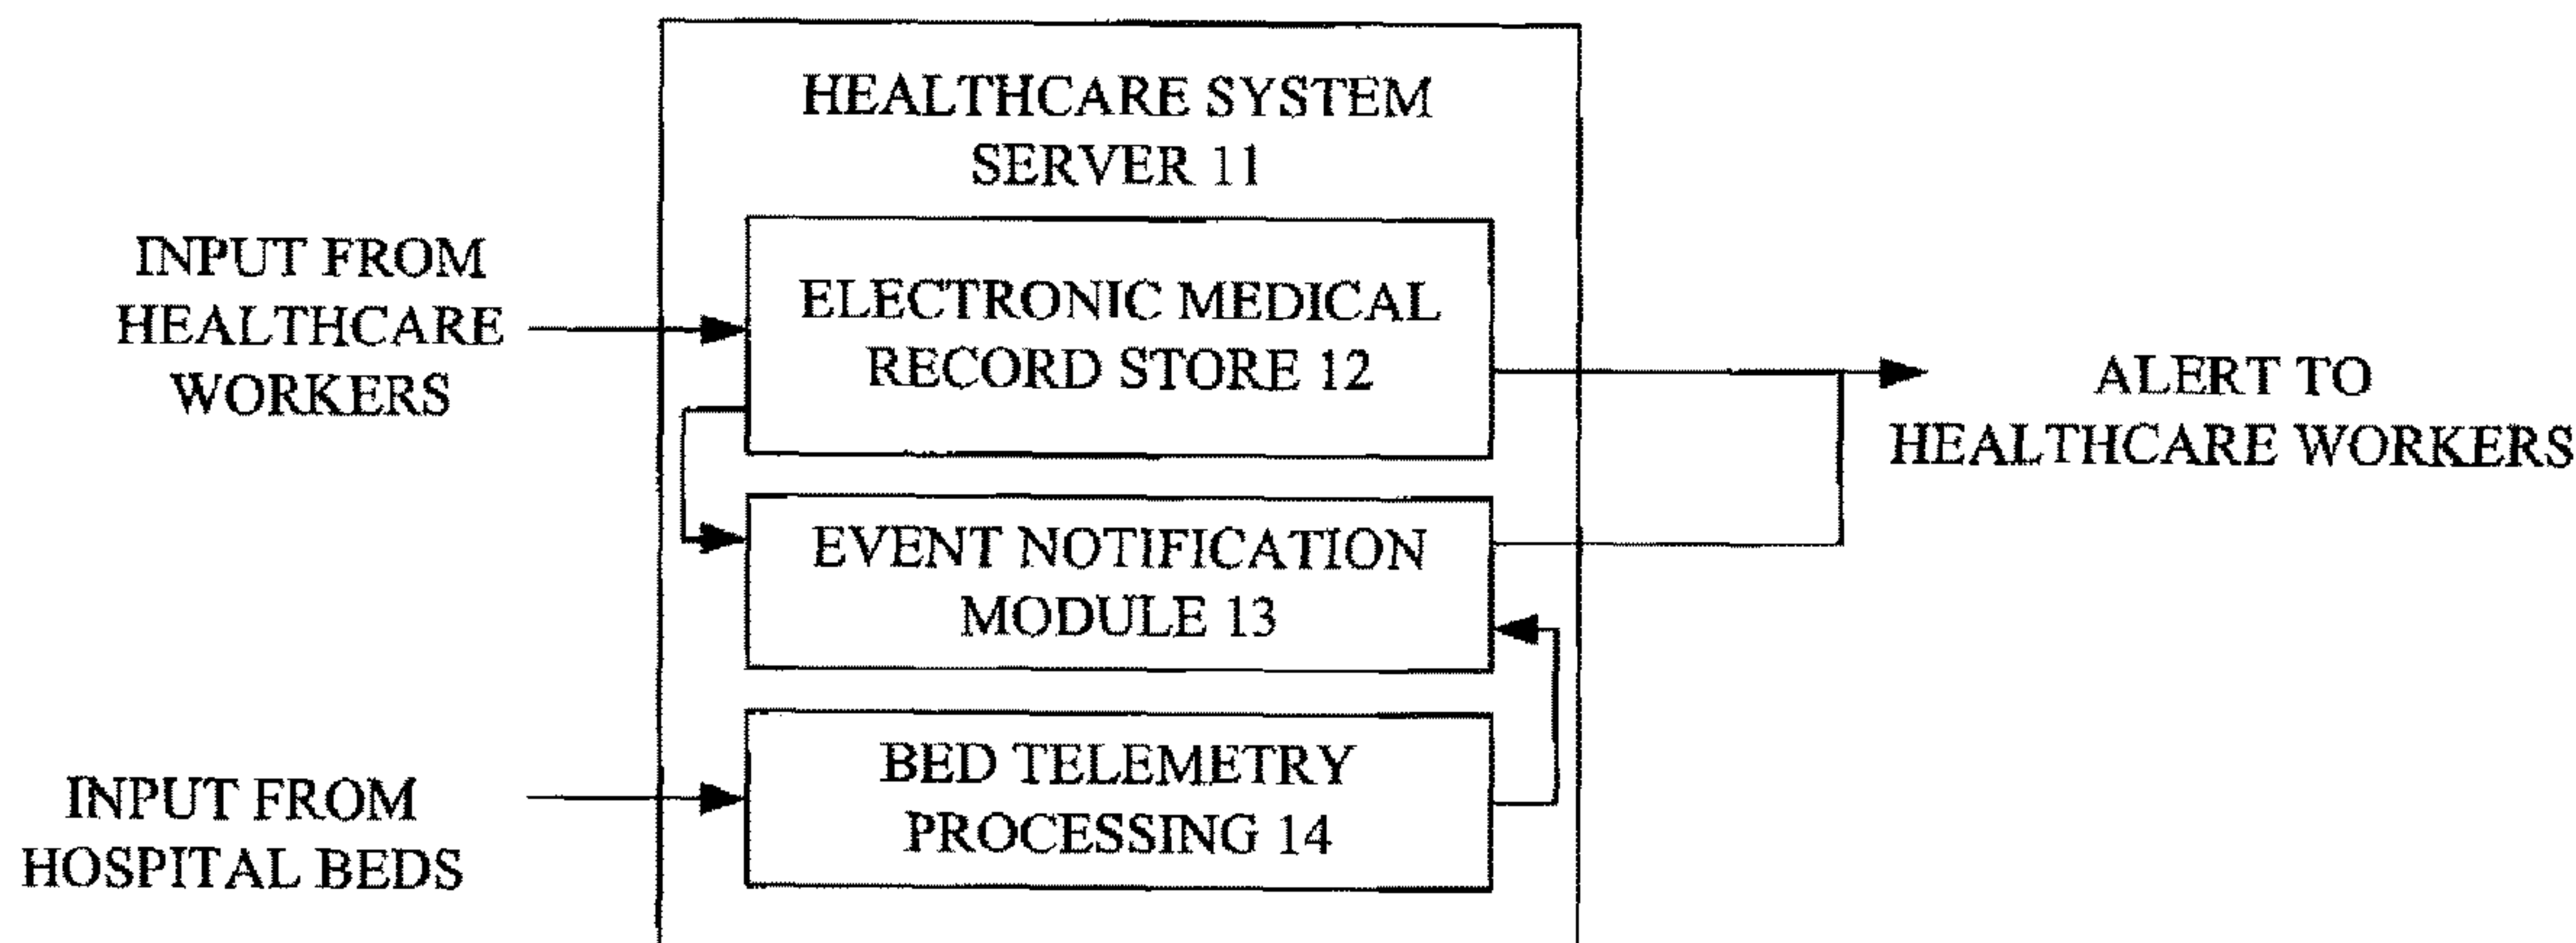 HEALTHCARE SYSTEM
SERVER 11
INPUT FROM
HEALTHCARE
WORKERS
ELECTRONIC MEDICAL
RECORD STORE 12
ALERT TO
HEALTHCARE WORKERS
EVENT NOTIFICATION
MODULE 13
INPUT FROM
HOSPITAL BEDS
BED TELEMETRY
PROCESSING 14